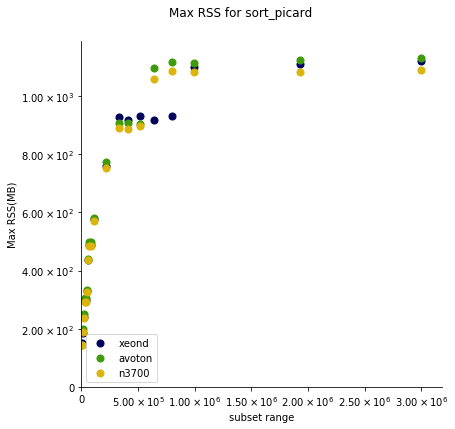 Max RSS for sort_picard
Max RSS(MB)
1.00 × 10³
8.00 × 10²
6.00 × 10²
4.00 × 10²
2.00 × 10²
0
xeond
avoton
n3700
0 5.00 × 10⁵ 1.00 × 10⁶ 1.50 × 10⁶ 2.00 × 10⁶ 2.50 × 10⁶ 3.00 × 10⁶
subset range